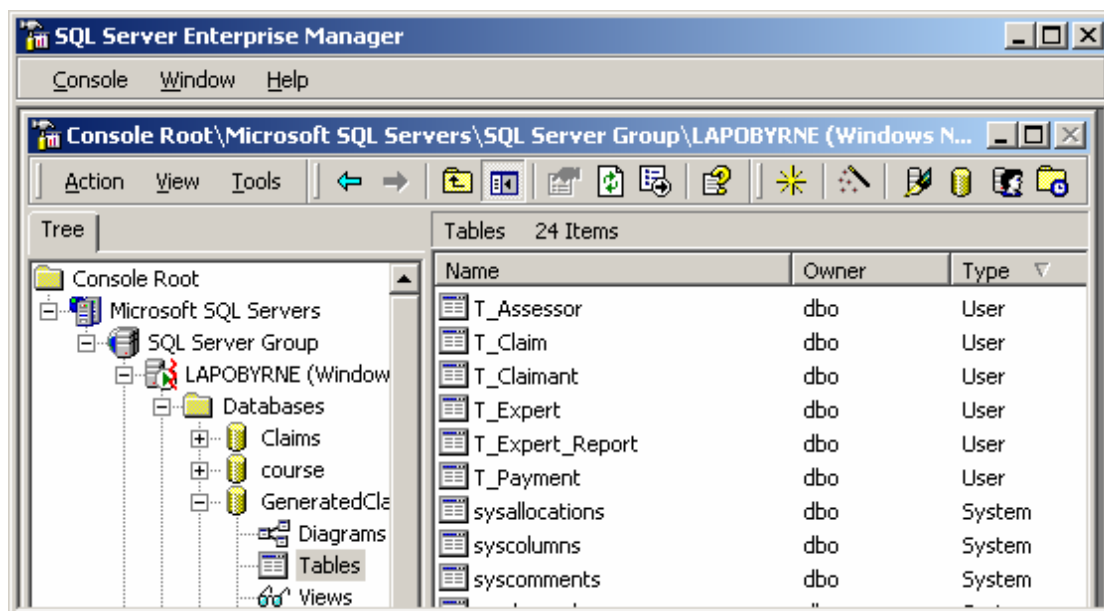 SQL Server Enterprise Manager
Console Window Help
Console Root\Microsoft SQL Servers\SQL Server Group\LAPOBYRNE (Windows N...
Action View Tools
Tree
Tables 24 Items
Console Root
Microsoft SQL Servers
SQL Server Group
LAPOBYRNE (Window
Databases
Claims
course
GeneratedCla
Diagrams
Tables
Views
Name Owner Type
T_Assessor dbo User
T_Claim dbo User
T_Claimant dbo User
T_Expert dbo User
T_Expert_Report dbo User
T_Payment dbo User
sysallocations dbo System
syscolumns dbo System
syscomments dbo System